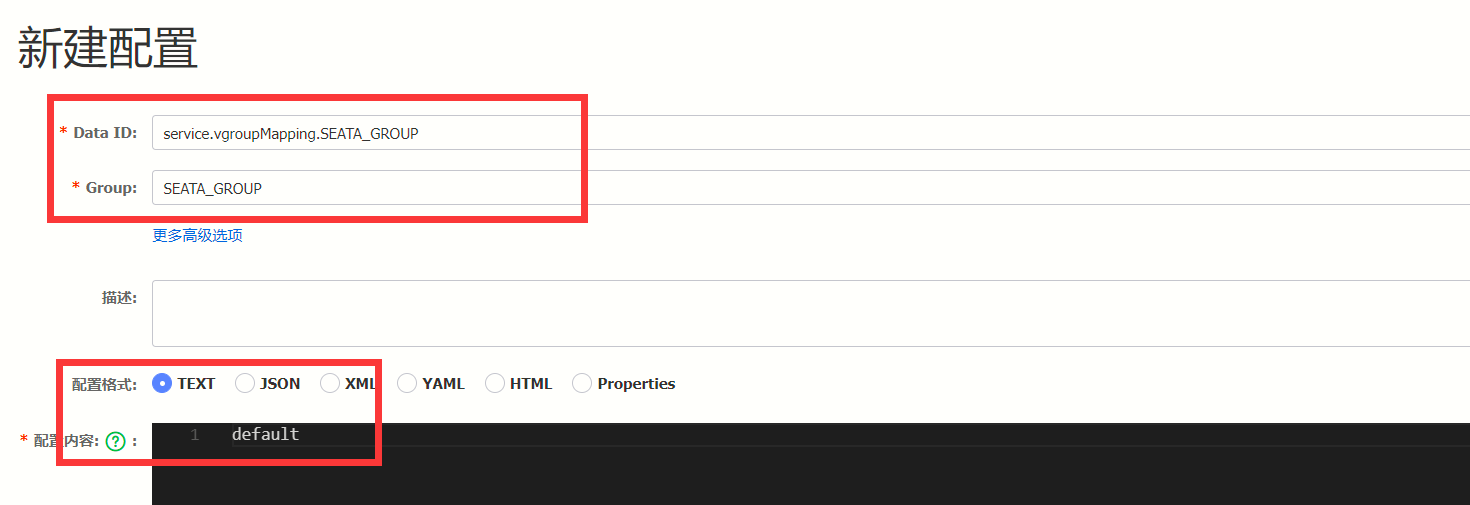 新建配置
* Data ID: service.vgroupMapping.SEATA_GROUP
* Group: SEATA_GROUP
更多高级选项
描述:
配置格式: TEXT JSON XML YAML HTML Properties
* 配置内容: ? : 1 default